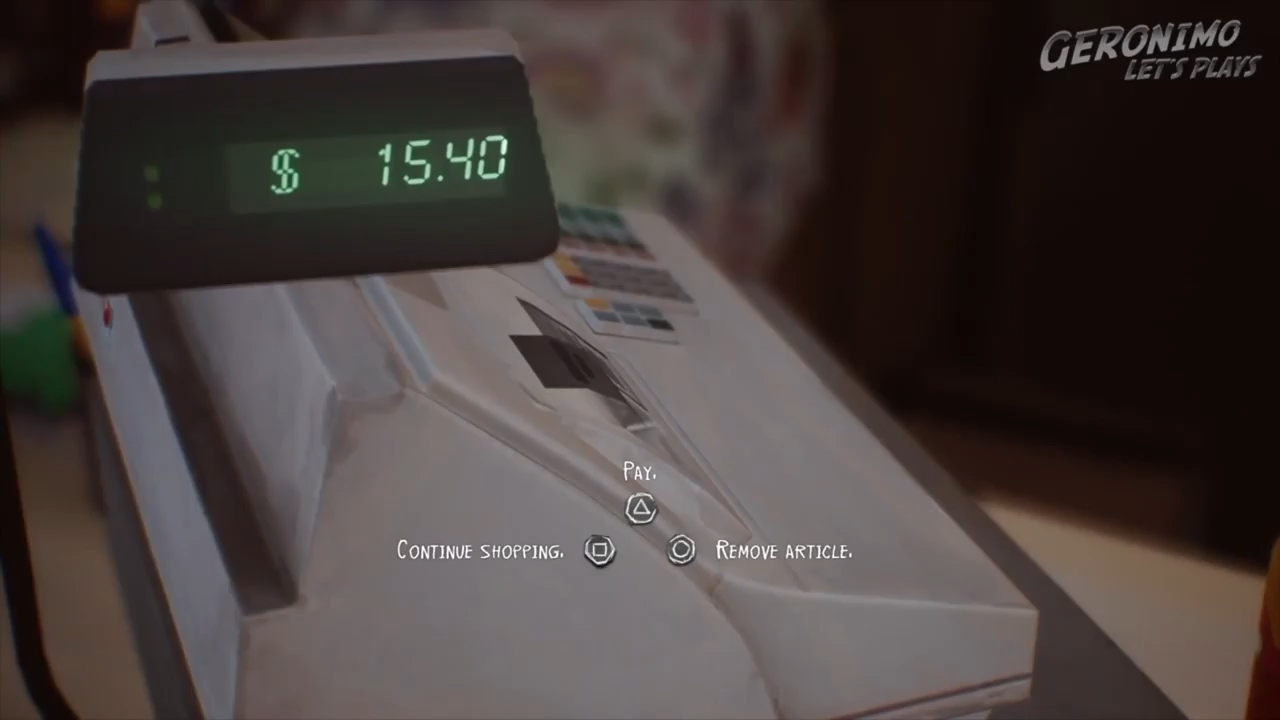 GERONIMO
LET'S PLAYS
$ 15.40
PAY.
CONTINUE SHOPPING.
REMOVE ARTICLE.